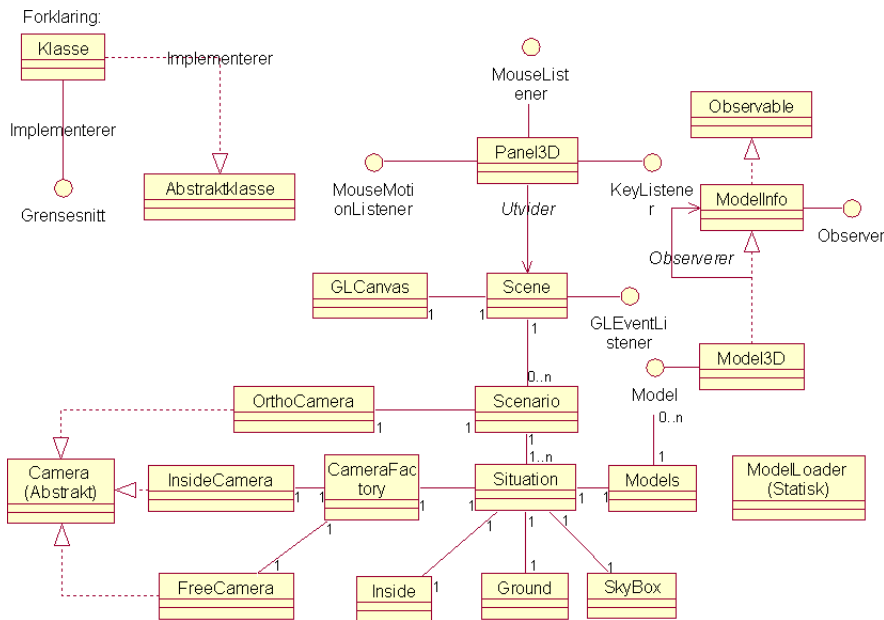 Forklaring:
Klasse
Implementerer
Implementerer
Abstraktklasse
Grensesnitt
MouseList
ener
Observable
Panel3D
MouseMoti
onListener
KeyListene
r
Utvider
ModelInfo
Observer
Observerer
GLCanvas
1
1
Scene
1
GLEventLi
stener
Model3D
Model
0..n
0..n
OrthoCamera
1
1
Scenario
1
1..n
1
Camera
(Abstrakt)
InsideCamera
1
1
CameraFac
tory
1
1
1
Situation
1
1
1
1
1
Models
ModelLoader
(Statisk)
1
FreeCamera
Inside
1
1
Ground
1
SkyBox